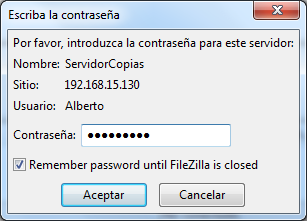 Escriba la contraseña
Por favor, introduzca la contraseña para este servidor:
Nombre: ServidorCopias
Sitio: 192.168.15.130
Usuario: Alberto
Contraseña: ●●●●●●●●●
Remember password until FileZilla is closed
Aceptar Cancelar